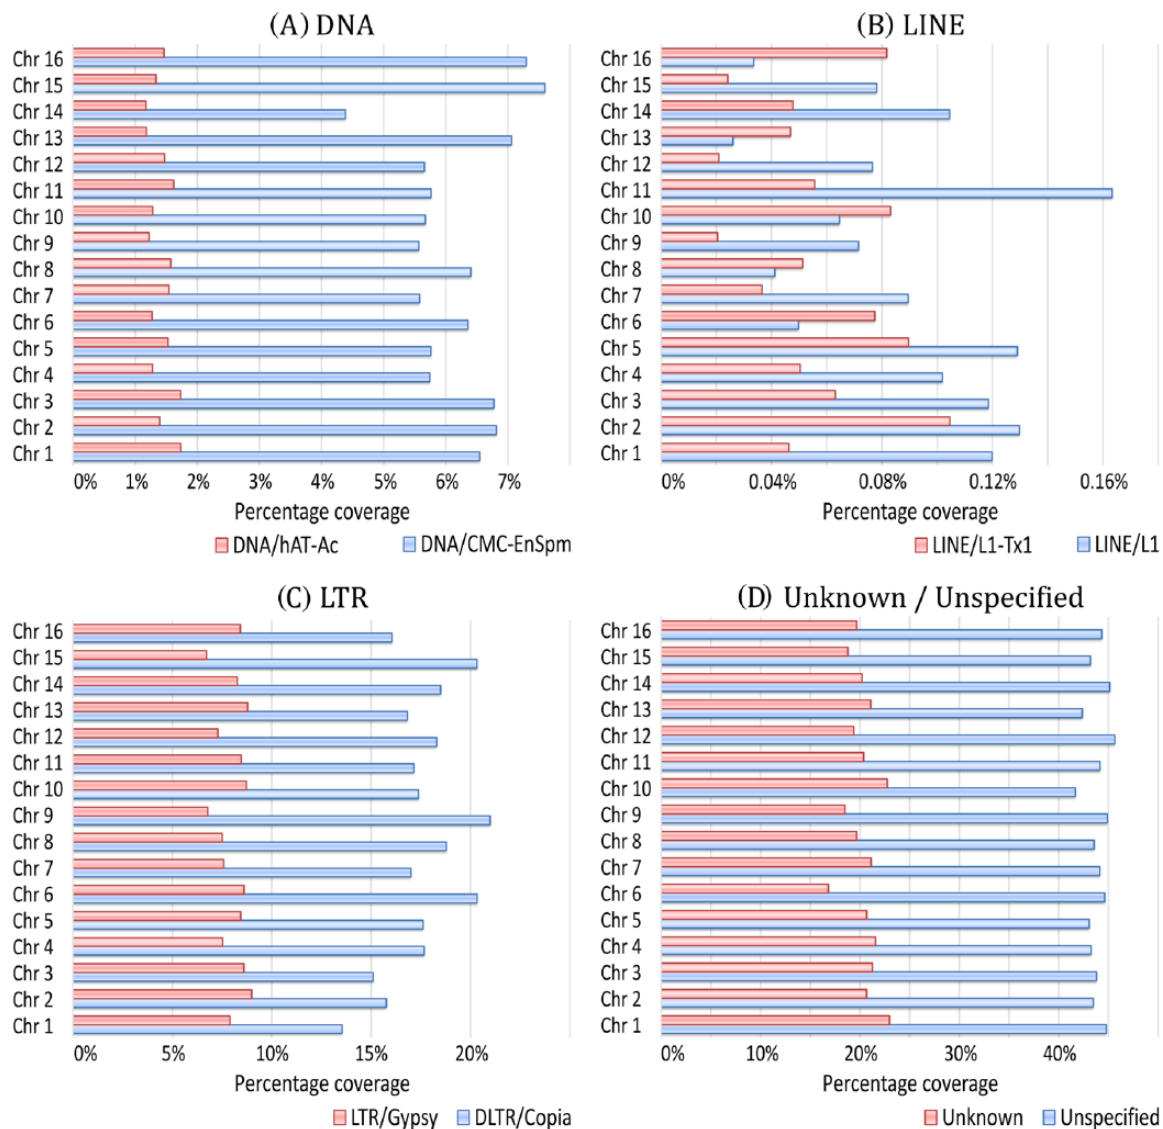 (A) DNA
Chr 16
Chr 15
Chr 14
Chr 13
Chr 12
Chr 11
Chr 10
Chr 9
Chr 8
Chr 7
Chr 6
Chr 5
Chr 4
Chr 3
Chr 2
Chr 1
0% 1% 2% 3% 4% 5% 6% 7%
Percentage coverage
DNA/hAT-Ac DNA/CMC-EnSpm
(B) LINE
Chr 16
Chr 15
Chr 14
Chr 13
Chr 12
Chr 11
Chr 10
Chr 9
Chr 8
Chr 7
Chr 6
Chr 5
Chr 4
Chr 3
Chr 2
Chr 1
0% 0.04% 0.08% 0.12% 0.16%
Percentage coverage
LINE/L1-Tx1 LINE/L1
(C) LTR
Chr 16
Chr 15
Chr 14
Chr 13
Chr 12
Chr 11
Chr 10
Chr 9
Chr 8
Chr 7
Chr 6
Chr 5
Chr 4
Chr 3
Chr 2
Chr 1
0% 5% 10% 15% 20%
Percentage coverage
LTR/Gypsy DLTR/Copia
(D) Unknown / Unspecified
Chr 16
Chr 15
Chr 14
Chr 13
Chr 12
Chr 11
Chr 10
Chr 9
Chr 8
Chr 7
Chr 6
Chr 5
Chr 4
Chr 3
Chr 2
Chr 1
0% 10% 20% 30% 40%
Percentage coverage
Unknown Unspecified